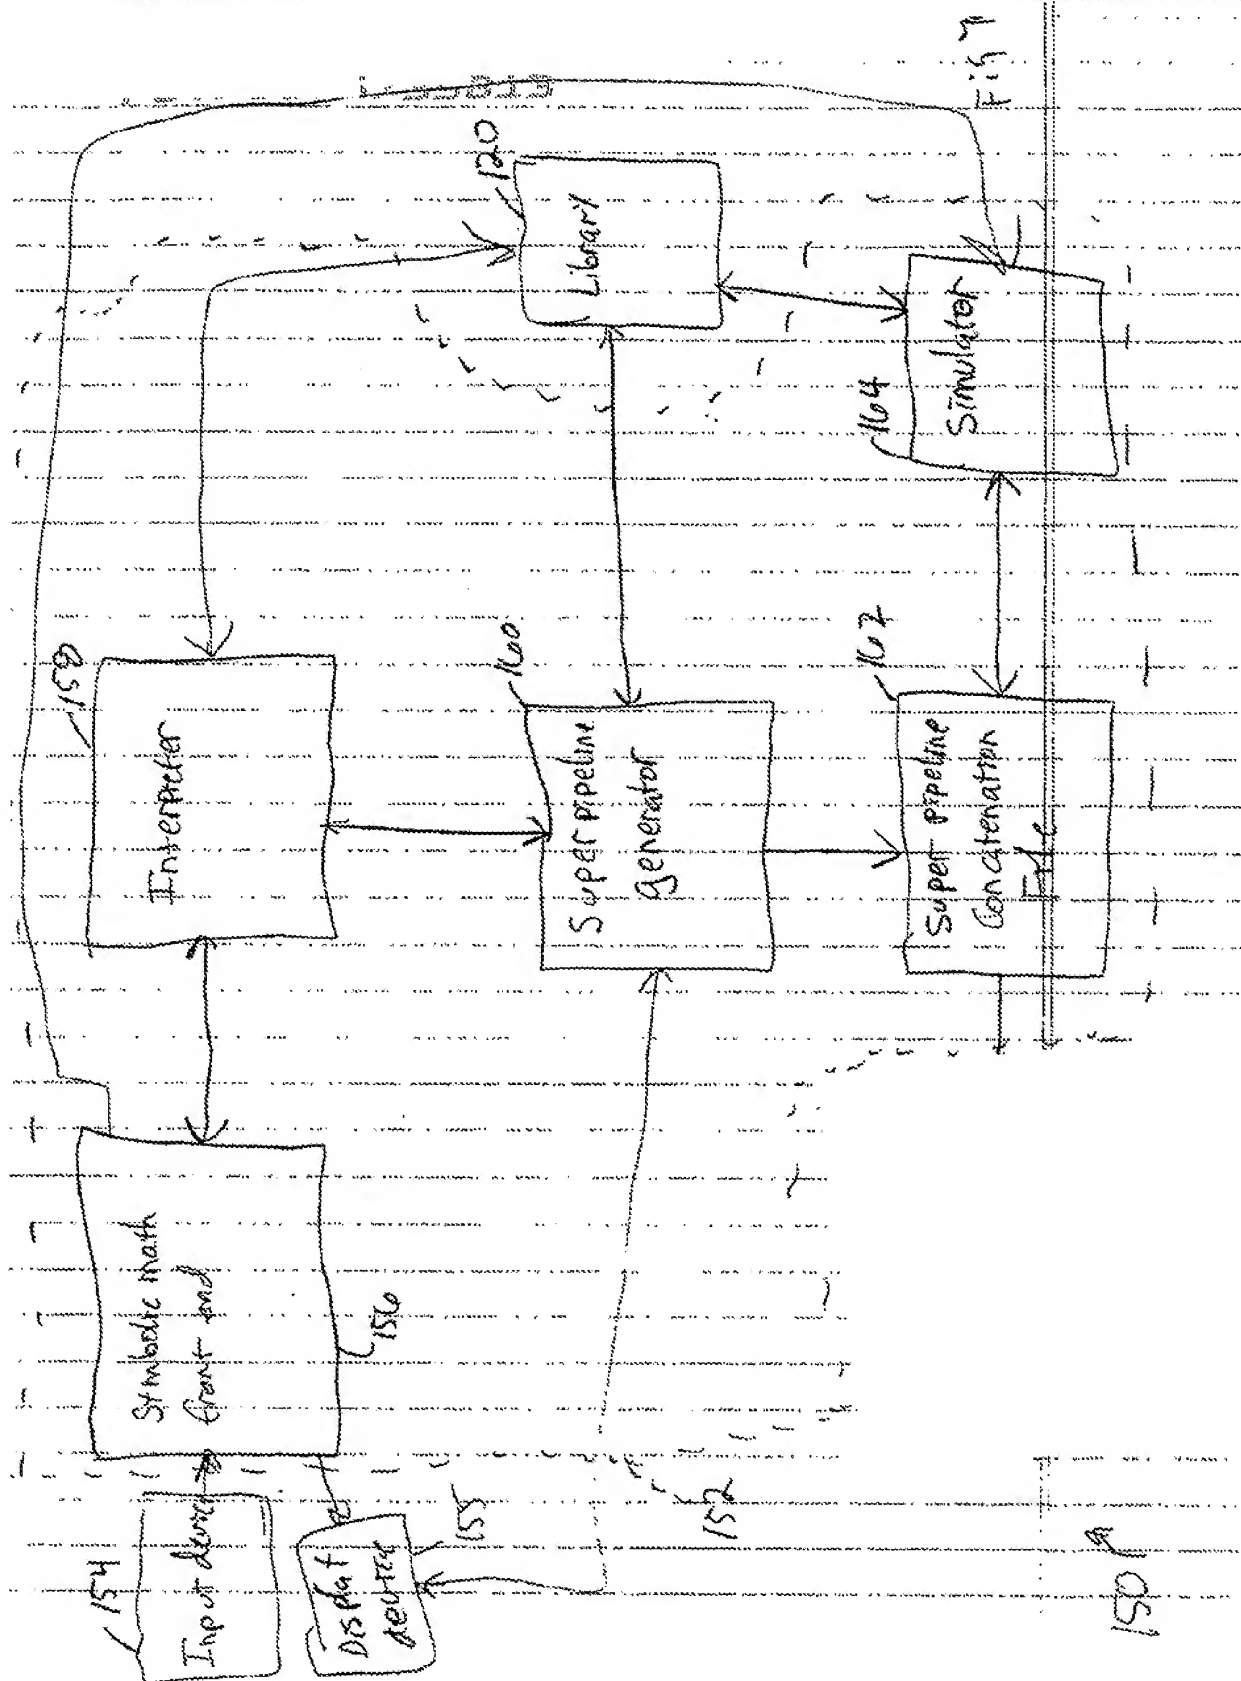 154
Input device
Symbolic math
front end
156
158
Interpreter
Display
device
155
152
160
Super pipeline
generator
120
Library
162
Super pipeline
Concatenation
File
164
Simulator
Fig 7
150